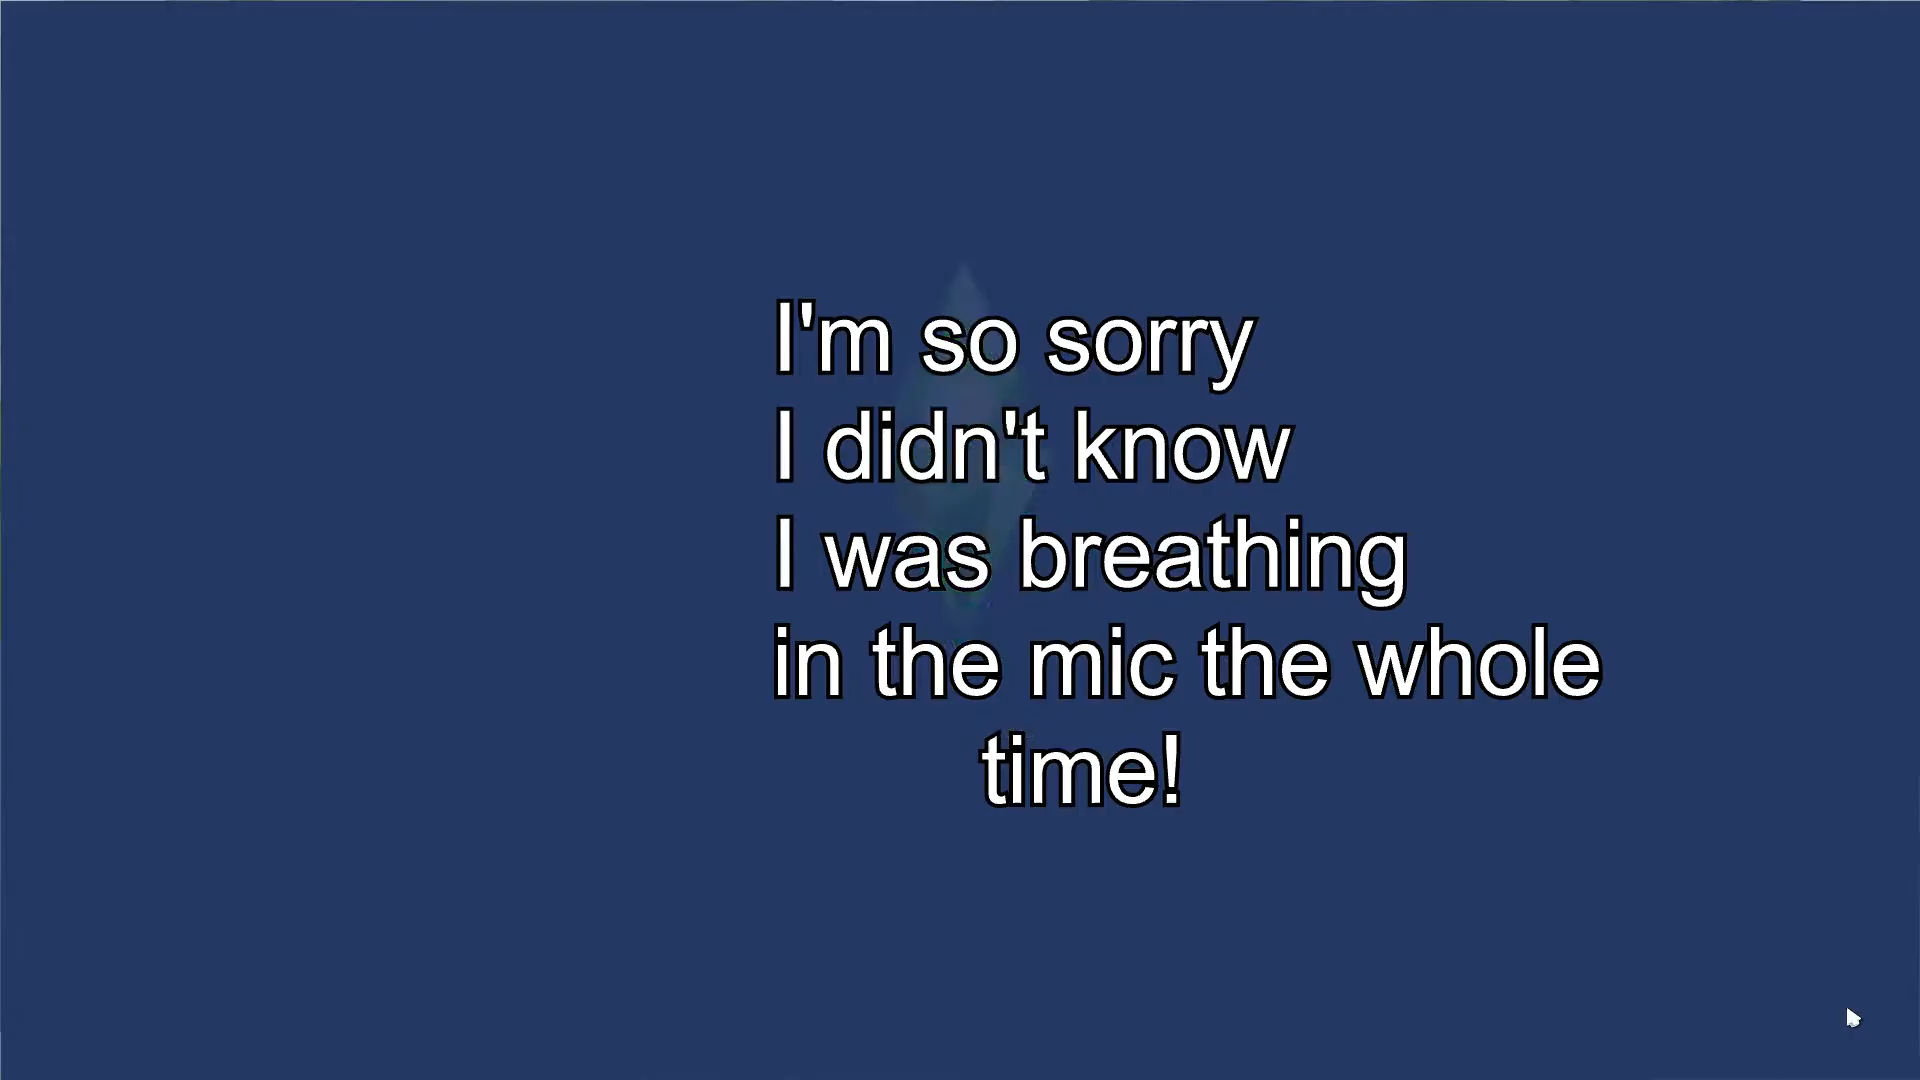 I'm so sorry
I didn't know
I was breathing
in the mic the whole
time!